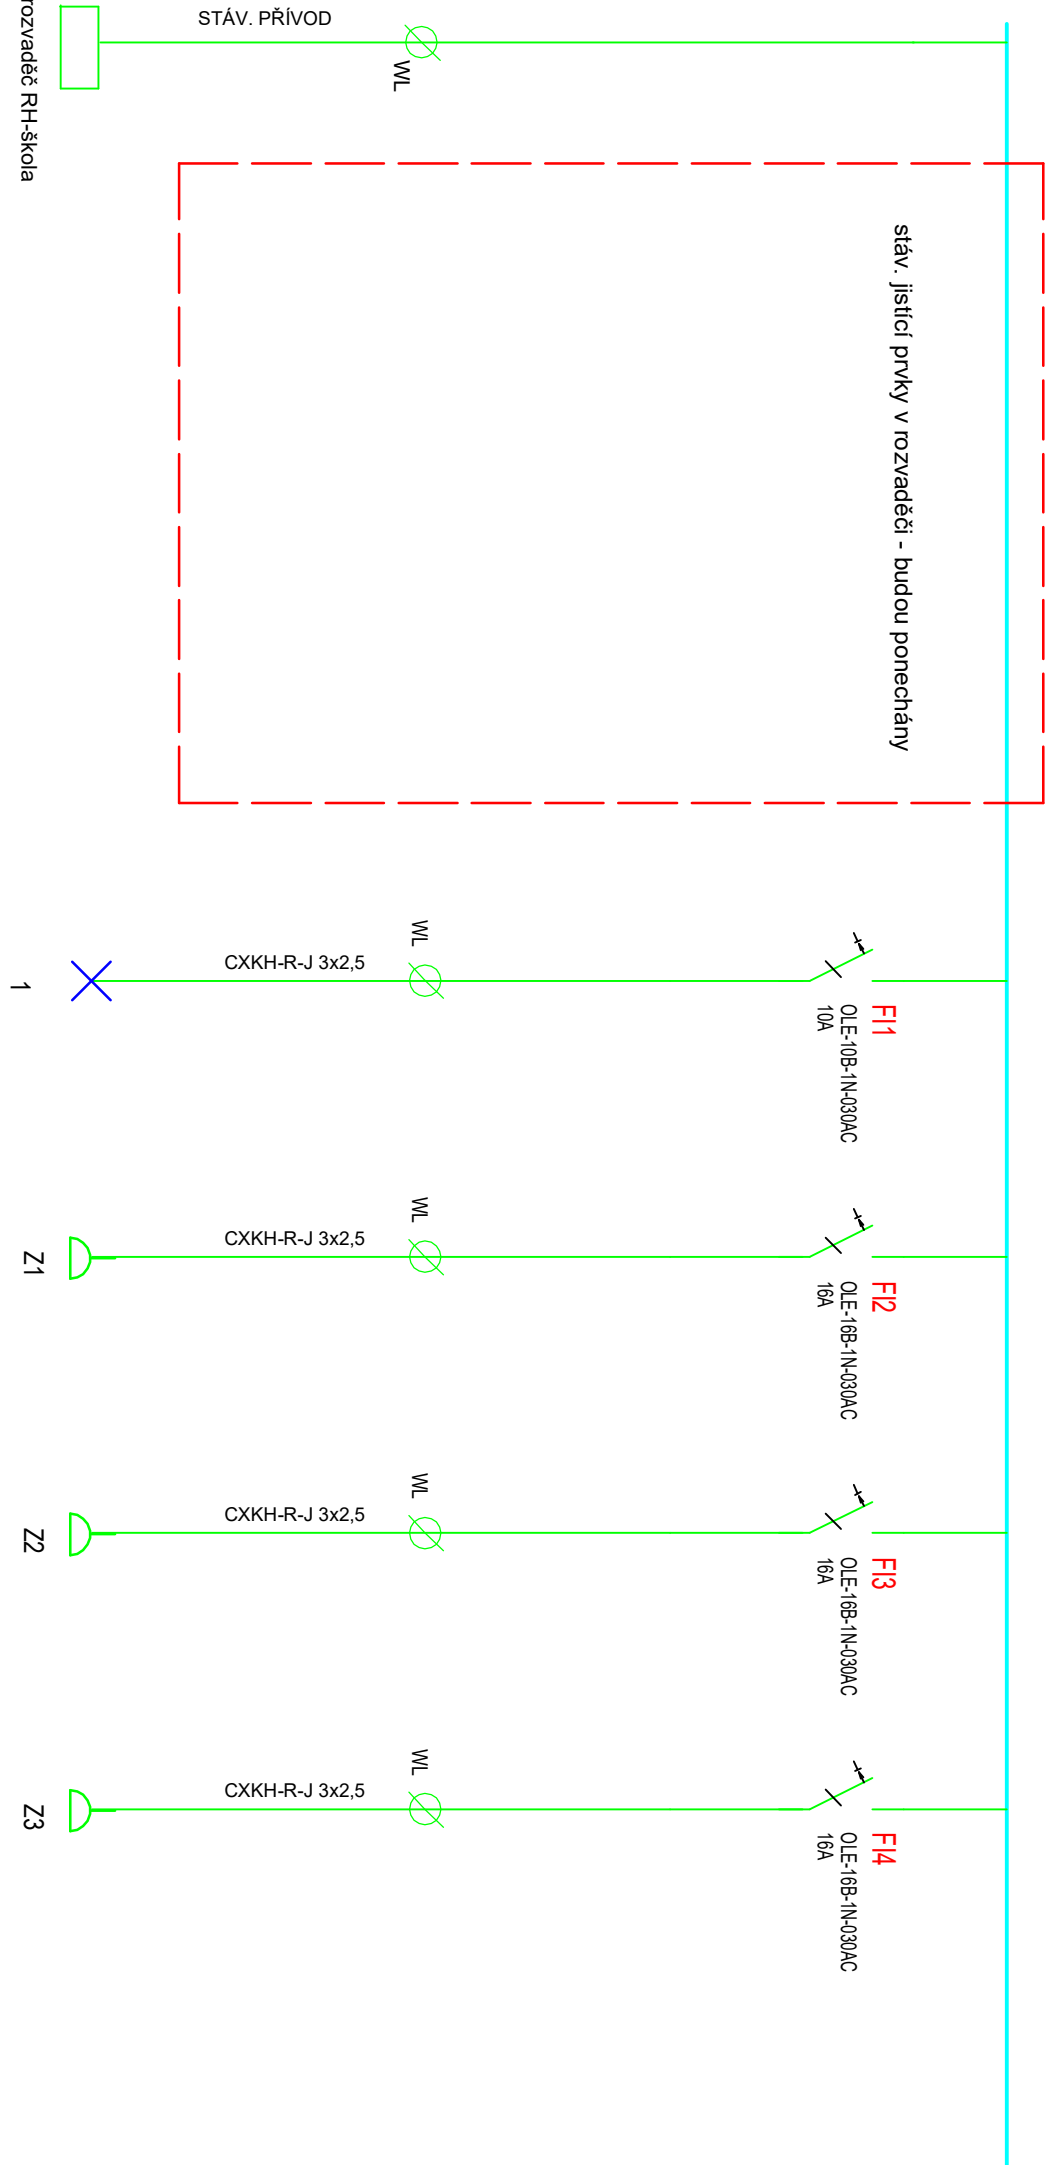 STÁV. PŘÍVOD
WL
rozvaděč RH-škola
stáv. jistící prvky v rozvaděči - budou ponechány
FI1
OLE-10B-1N-030AC
10A
WL
CXKH-R-J 3x2,5
1
FI2
OLE-16B-1N-030AC
16A
WL
CXKH-R-J 3x2,5
Z1
FI3
OLE-16B-1N-030AC
16A
WL
CXKH-R-J 3x2,5
Z2
FI4
OLE-16B-1N-030AC
16A
WL
CXKH-R-J 3x2,5
Z3